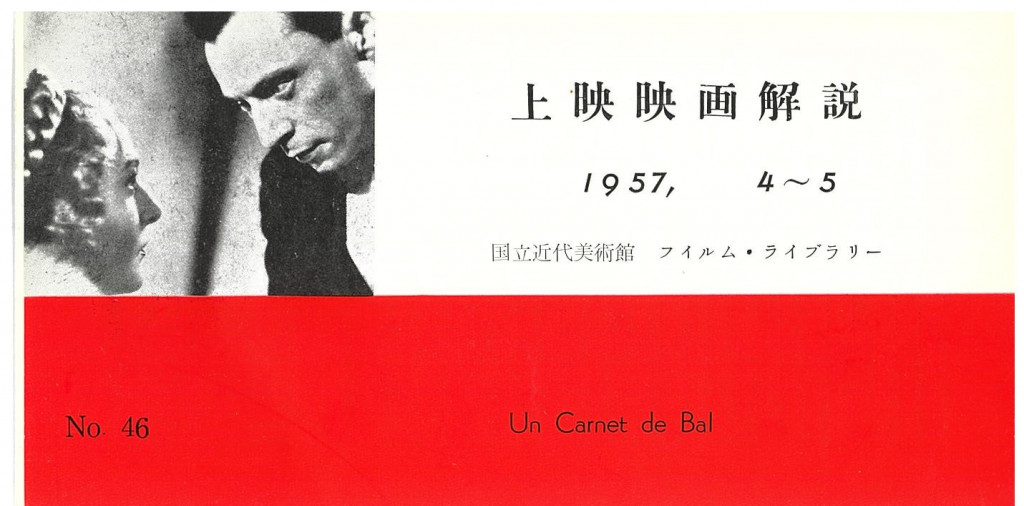 上映映画解説
1957, 4～5
国立近代美術館 フイルム・ライブラリー
No. 46
Un Carnet de Bal